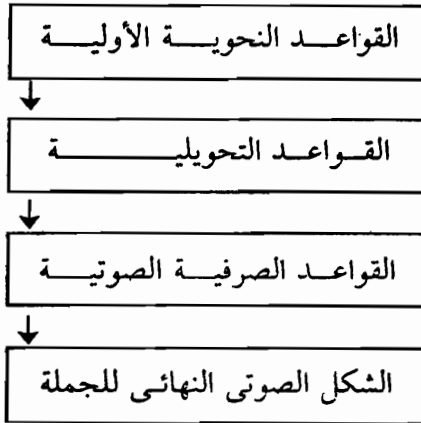 القواعد النحوية الأولية
القواعد التحويلية
القواعد الصرفية الصوتية
الشكل الصوتى النهائى للجملة